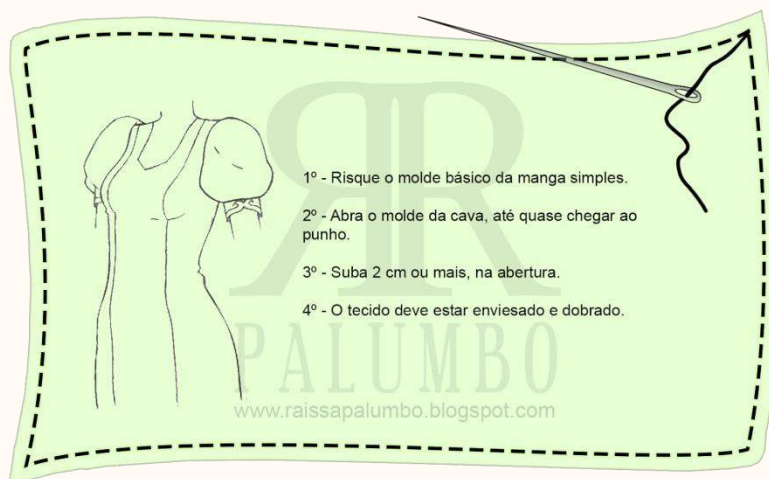 1º - Risque o molde básico da manga simples.
2º - Abra o molde da cava, até quase chegar ao
punho.
3º - Suba 2 cm ou mais, na abertura.
4º - O tecido deve estar enviesado e dobrado.
RR
PALUMBO
www.raissapalumbo.blogspot.com